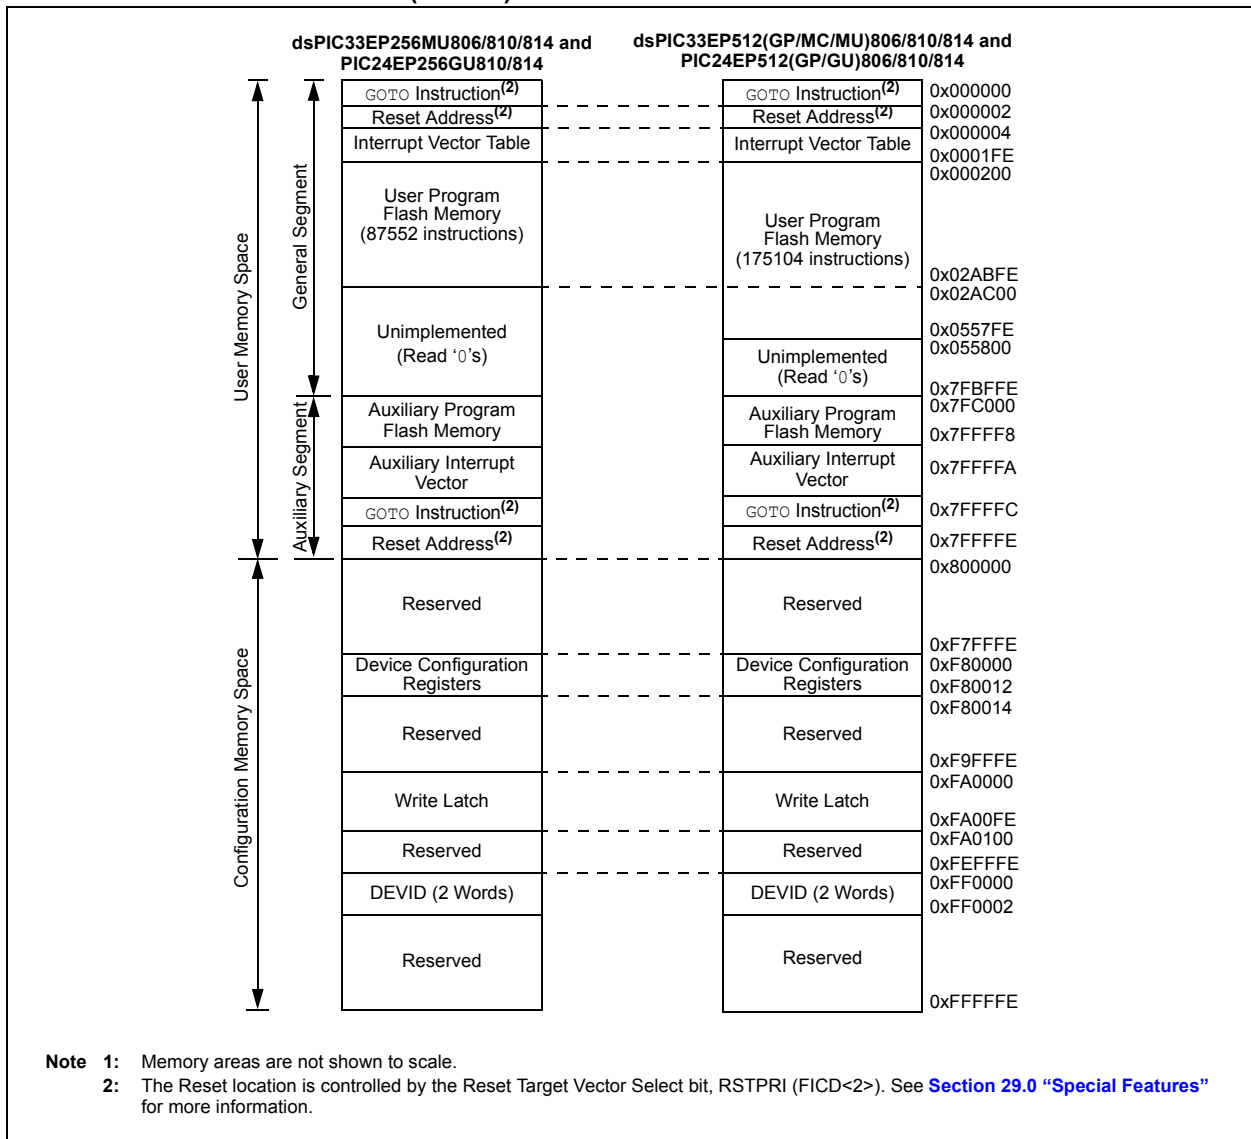 dsPIC33EP256MU806/810/814 and
PIC24EP256GU810/814
GOTO Instruction(2)
Reset Address(2)
Interrupt Vector Table
User Program
Flash Memory
(87552 instructions)
Unimplemented
(Read ‘0’s)
Auxiliary Program
Flash Memory
Auxiliary Interrupt
Vector
GOTO Instruction(2)
Reset Address(2)
Reserved
Device Configuration
Registers
Reserved
Write Latch
Reserved
DEVID (2 Words)
Reserved
dsPIC33EP512(GP/MC/MU)806/810/814 and
PIC24EP512(GP/GU)806/810/814
GOTO Instruction(2)
Reset Address(2)
Interrupt Vector Table
User Program
Flash Memory
(175104 instructions)
Unimplemented
(Read ‘0’s)
Auxiliary Program
Flash Memory
Auxiliary Interrupt
Vector
GOTO Instruction(2)
Reset Address(2)
Reserved
Device Configuration
Registers
Reserved
Write Latch
Reserved
DEVID (2 Words)
Reserved
0x000000
0x000002
0x000004
0x0001FE
0x000200
0x02ABFE
0x02AC00
0x0557FE
0x055800
0x7FBFFE
0x7FC000
0x7FFFF8
0x7FFFFA
0x7FFFFC
0x7FFFFE
0x800000
0xF7FFFE
0xF80000
0xF80012
0xF80014
0xF9FFFE
0xFA0000
0xFA00FE
0xFA0100
0xFEFFFE
0xFF0000
0xFF0002
0xFFFFFE
User Memory Space
General Segment
Auxiliary Segment
Configuration Memory Space
Note 1: Memory areas are not shown to scale.
2: The Reset location is controlled by the Reset Target Vector Select bit, RSTPRI (FICD<2>). See Section 29.0 “Special Features”
for more information.